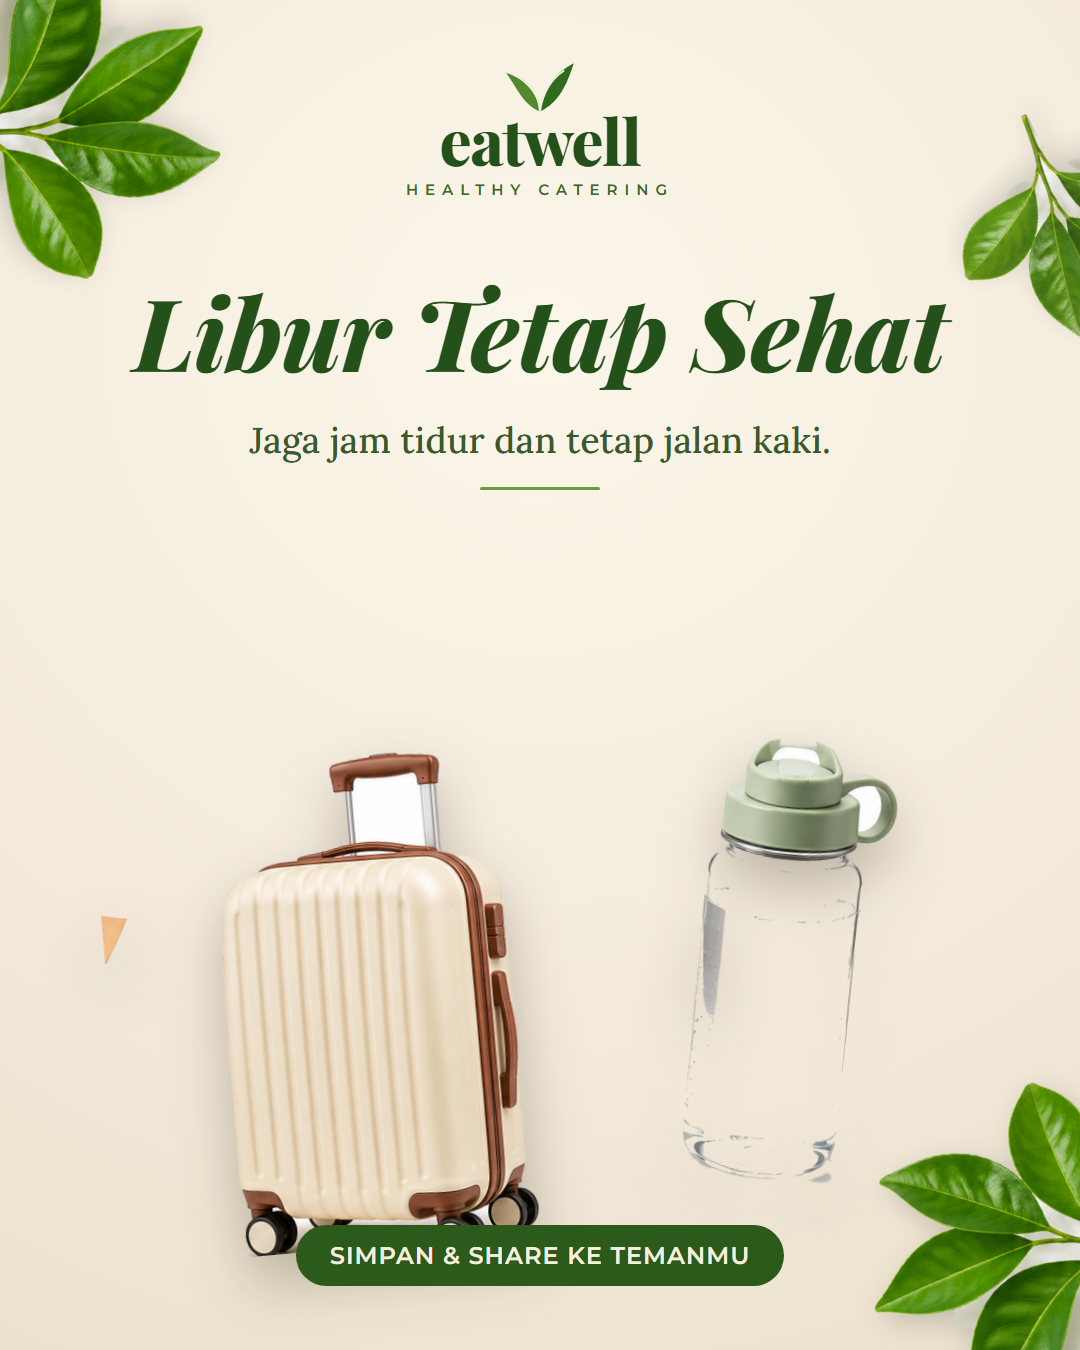 eatwell
HEALTHY CATERING
Libur Tetap Sehat
Jaga jam tidur dan tetap jalan kaki.
SIMPAN & SHARE KE TEMANMU